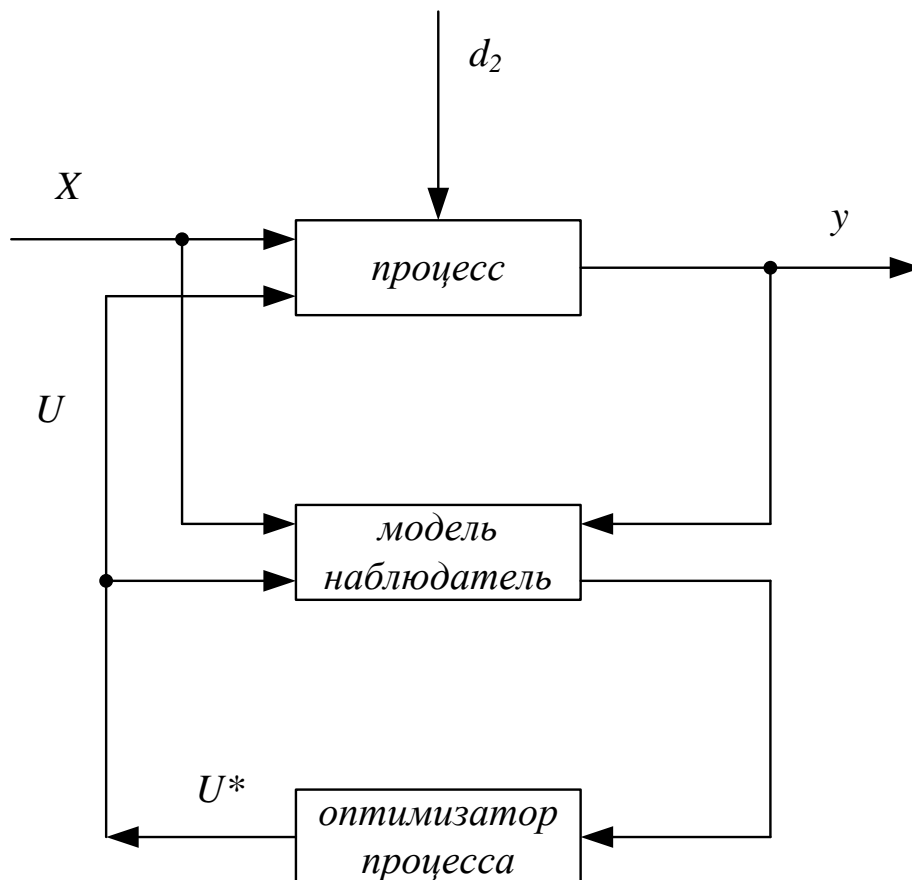 d₂
X
y
процесс
U
модель
наблюдатель
U*
оптимизатор
процесса